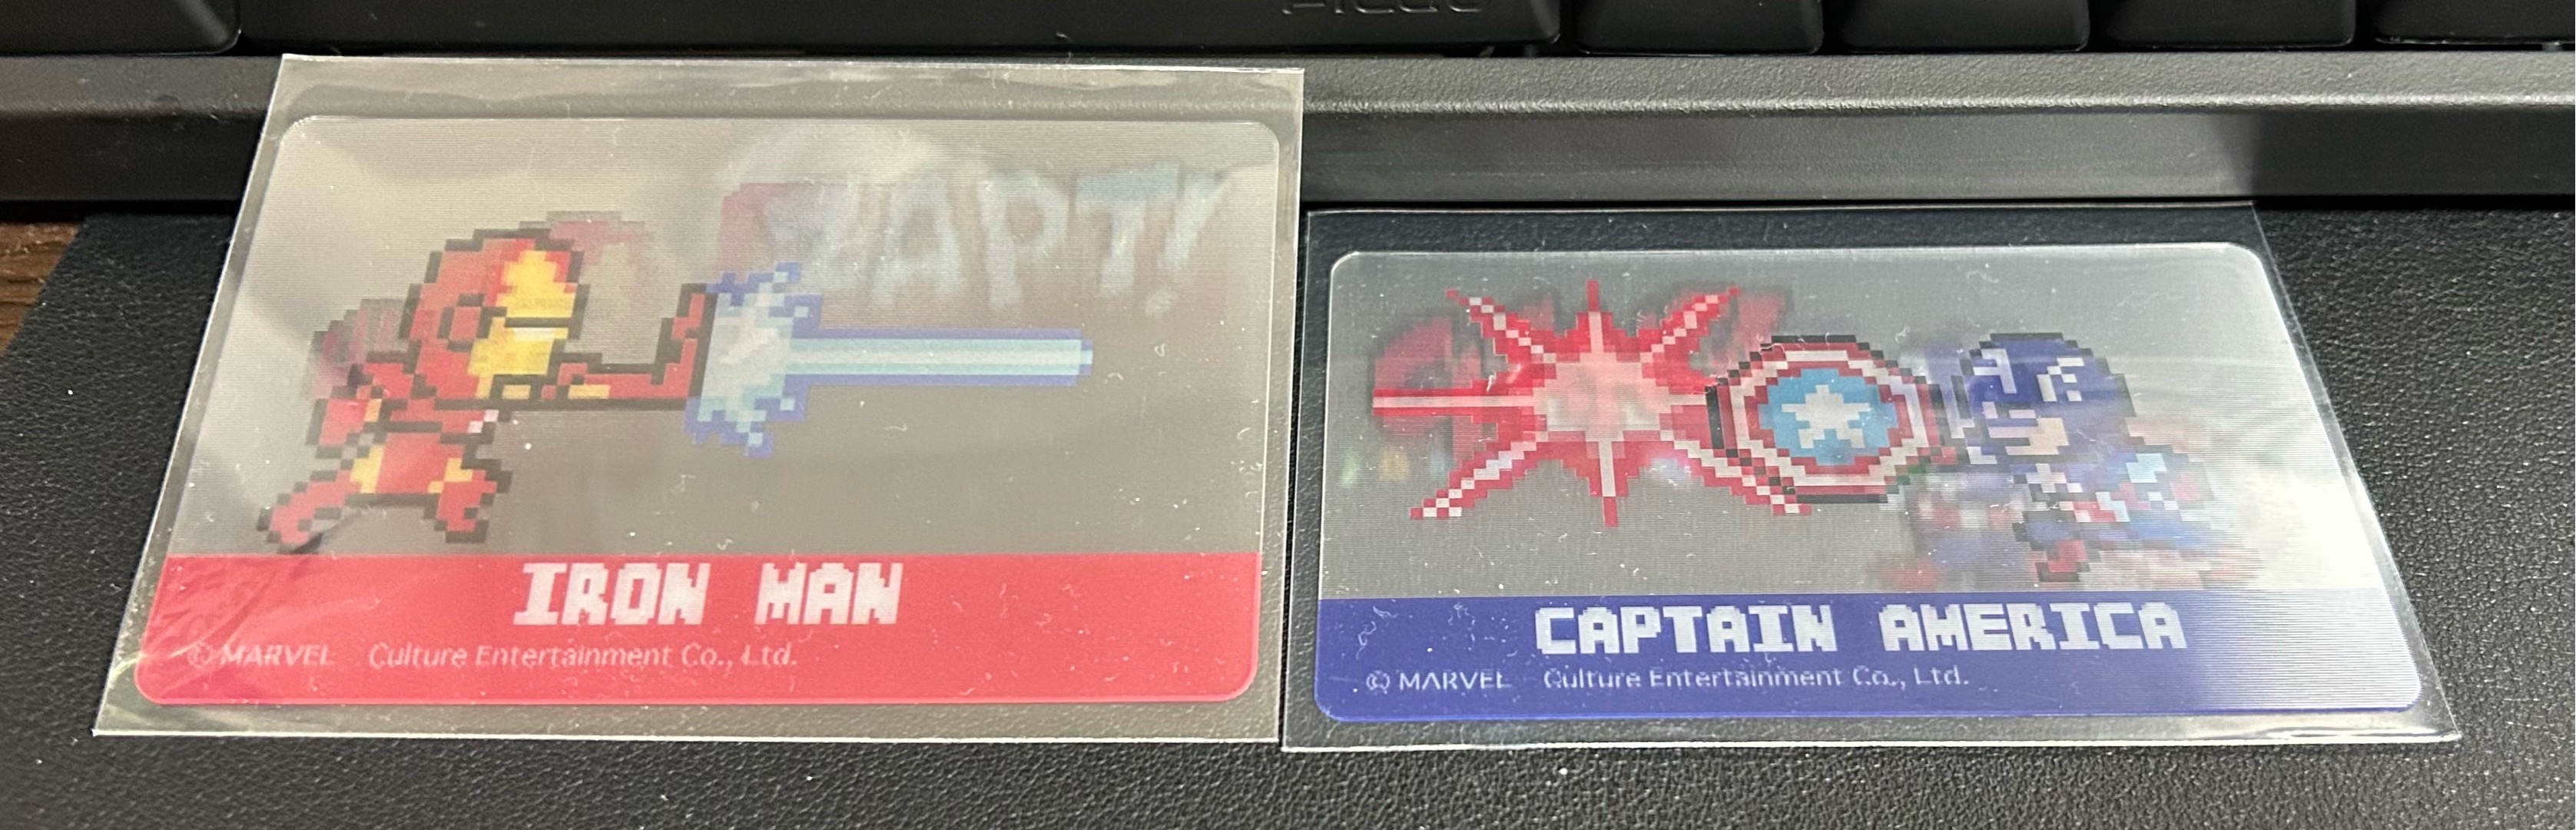 ZAPT!
IRON MAN
© MARVEL Culture Entertainment Co., Ltd.
CAPTAIN AMERICA
© MARVEL Culture Entertainment Co., Ltd.